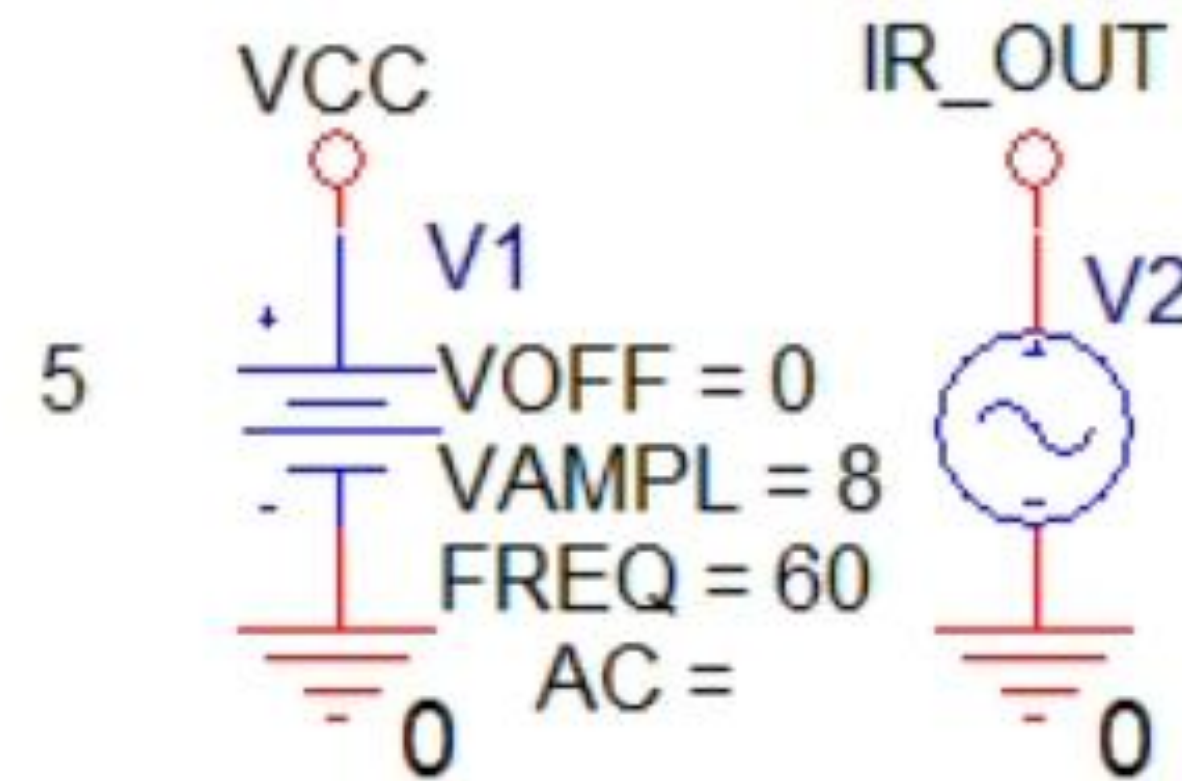 VCC
IR_OUT
V1
V2
+
5
VOFF = 0
VAMPL = 8
FREQ = 60
AC =
-
0
+
-
0